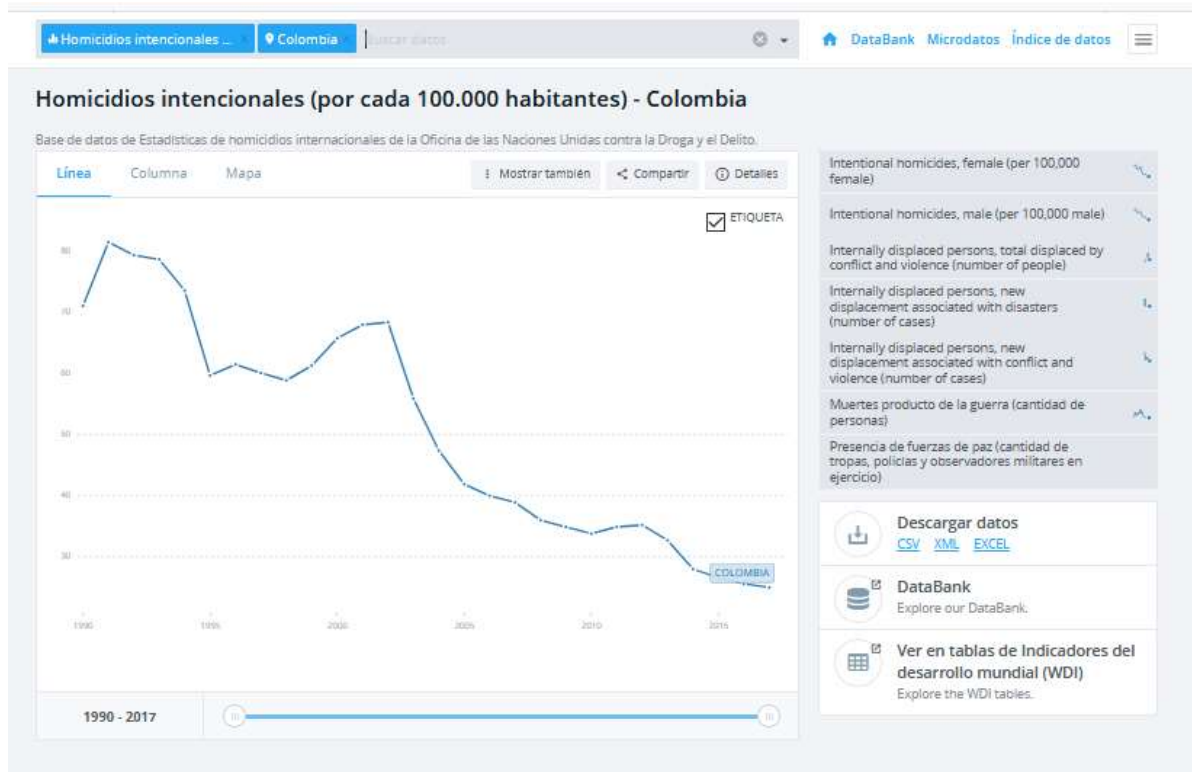 Homicidios intencionales ... ×
Colombia ×
Buscar datos
DataBank Microdatos Índice de datos
Homicidios intencionales (por cada 100.000 habitantes) - Colombia
Base de datos de Estadísticas de homicidios internacionales de la Oficina de las Naciones Unidas contra la Droga y el Delito.
Línea Columna Mapa
Mostrar también Compartir Detalles
ETIQUETA
80
70
60
50
40
30
COLOMBIA
1990 1995 2000 2005 2010 2015
1990 - 2017
Intentional homicides, female (per 100,000
female)
Intentional homicides, male (per 100,000 male)
Internally displaced persons, total displaced by
conflict and violence (number of people)
Internally displaced persons, new
displacement associated with disasters
(number of cases)
Internally displaced persons, new
displacement associated with conflict and
violence (number of cases)
Muertes producto de la guerra (cantidad de
personas)
Presencia de fuerzas de paz (cantidad de
tropas, policías y observadores militares en
ejercicio)
Descargar datos
CSV XML EXCEL
DataBank
Explore our DataBank.
Ver en tablas de Indicadores del
desarrollo mundial (WDI)
Explore the WDI tables.